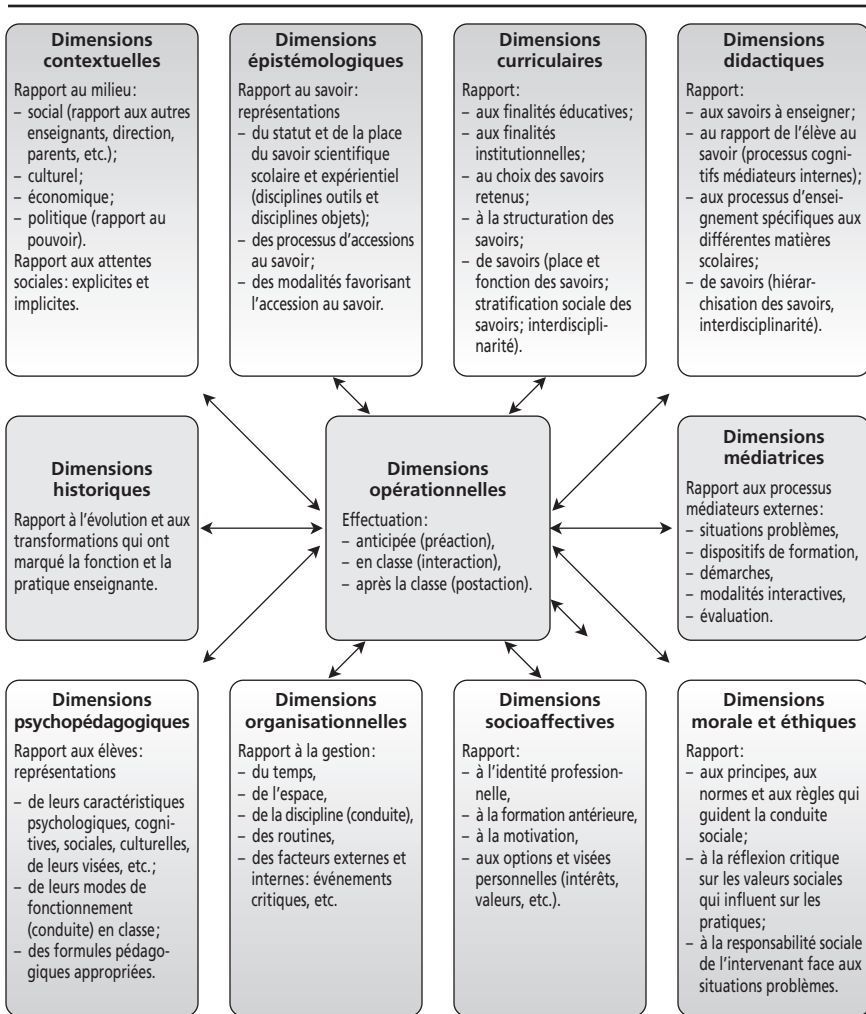 Dimensions
contextuelles
Rapport au milieu:
– social (rapport aux autres
enseignants, direction,
parents, etc.);
– culturel;
– économique;
– politique (rapport au
pouvoir).
Rapport aux attentes
sociales: explicites et
implicites.
Dimensions
épistémologiques
Rapport au savoir:
représentations
– du statut et de la place
du savoir scientifique
scolaire et expérientiel
(disciplines outils et
disciplines objets);
– des processus d'accessions
au savoir;
– des modalités favorisant
l'accession au savoir.
Dimensions
curriculaires
Rapport:
– aux finalités éducatives;
– aux finalités
institutionnelles;
– au choix des savoirs
retenus;
– à la structuration des
savoirs;
– de savoirs (place et
fonction des savoirs;
stratification sociale des
savoirs; interdiscipli-
narité).
Dimensions
didactiques
Rapport:
– aux savoirs à enseigner;
– au rapport de l'élève au
savoir (processus cogni-
tifs médiateurs internes);
– aux processus d'ensei-
gnement spécifiques aux
différentes matières
scolaires;
– de savoirs (hiérar-
chisation des savoirs,
interdisciplinarité).
Dimensions
historiques
Rapport à l'évolution et aux
transformations qui ont
marqué la fonction et la
pratique enseignante.
Dimensions
opérationnelles
Effectuation:
– anticipée (préaction),
– en classe (interaction),
– après la classe (postaction).
Dimensions
médiatrices
Rapport aux processus
médiateurs externes:
– situations problèmes,
– dispositifs de formation,
– démarches,
– modalités interactives,
– évaluation.
Dimensions
psychopédagogiques
Rapport aux élèves:
représentations
– de leurs caractéristiques
psychologiques, cogni-
tives, sociales, culturelles,
de leurs visées, etc.;
– de leurs modes de
fonctionnement
(conduite) en classe;
– des formules pédago-
giques appropriées.
Dimensions
organisationnelles
Rapport à la gestion:
– du temps,
– de l'espace,
– de la discipline (conduite),
– des routines,
– des facteurs externes et
internes: événements
critiques, etc.
Dimensions
socioaffectives
Rapport:
– à l'identité profession-
nelle,
– à la formation antérieure,
– à la motivation,
– aux options et visées
personnelles (intérêts,
valeurs, etc.).
Dimensions
morale et éthiques
Rapport:
– aux principes, aux
normes et aux règles qui
guident la conduite
sociale;
– à la réflexion critique
sur les valeurs sociales
qui influent sur les
pratiques;
– à la responsabilité sociale
de l'intervenant face aux
situations problèmes.